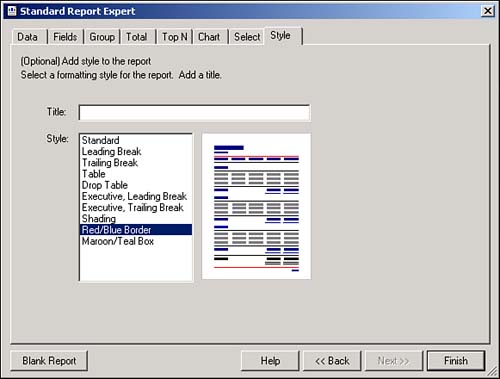 Standard Report Expert
Data Fields Group Total Top N Chart Select Style
(Optional) Add style to the report
Select a formatting style for the report. Add a title.
Title:
Style:
Standard
Leading Break
Trailing Break
Table
Drop Table
Executive, Leading Break
Executive, Trailing Break
Shading
Red/Blue Border
Maroon/Teal Box
Blank Report Help << Back Next >> Finish